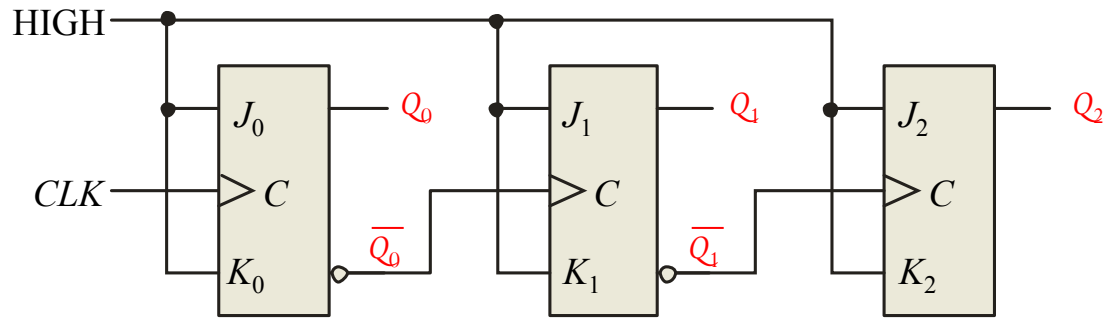 HIGH
J₀ Q₀ J₁ Q₁ J₂ Q₂
CLK C C C
K₀ Q̅₀̅ K₁ Q̅₁̅ K₂